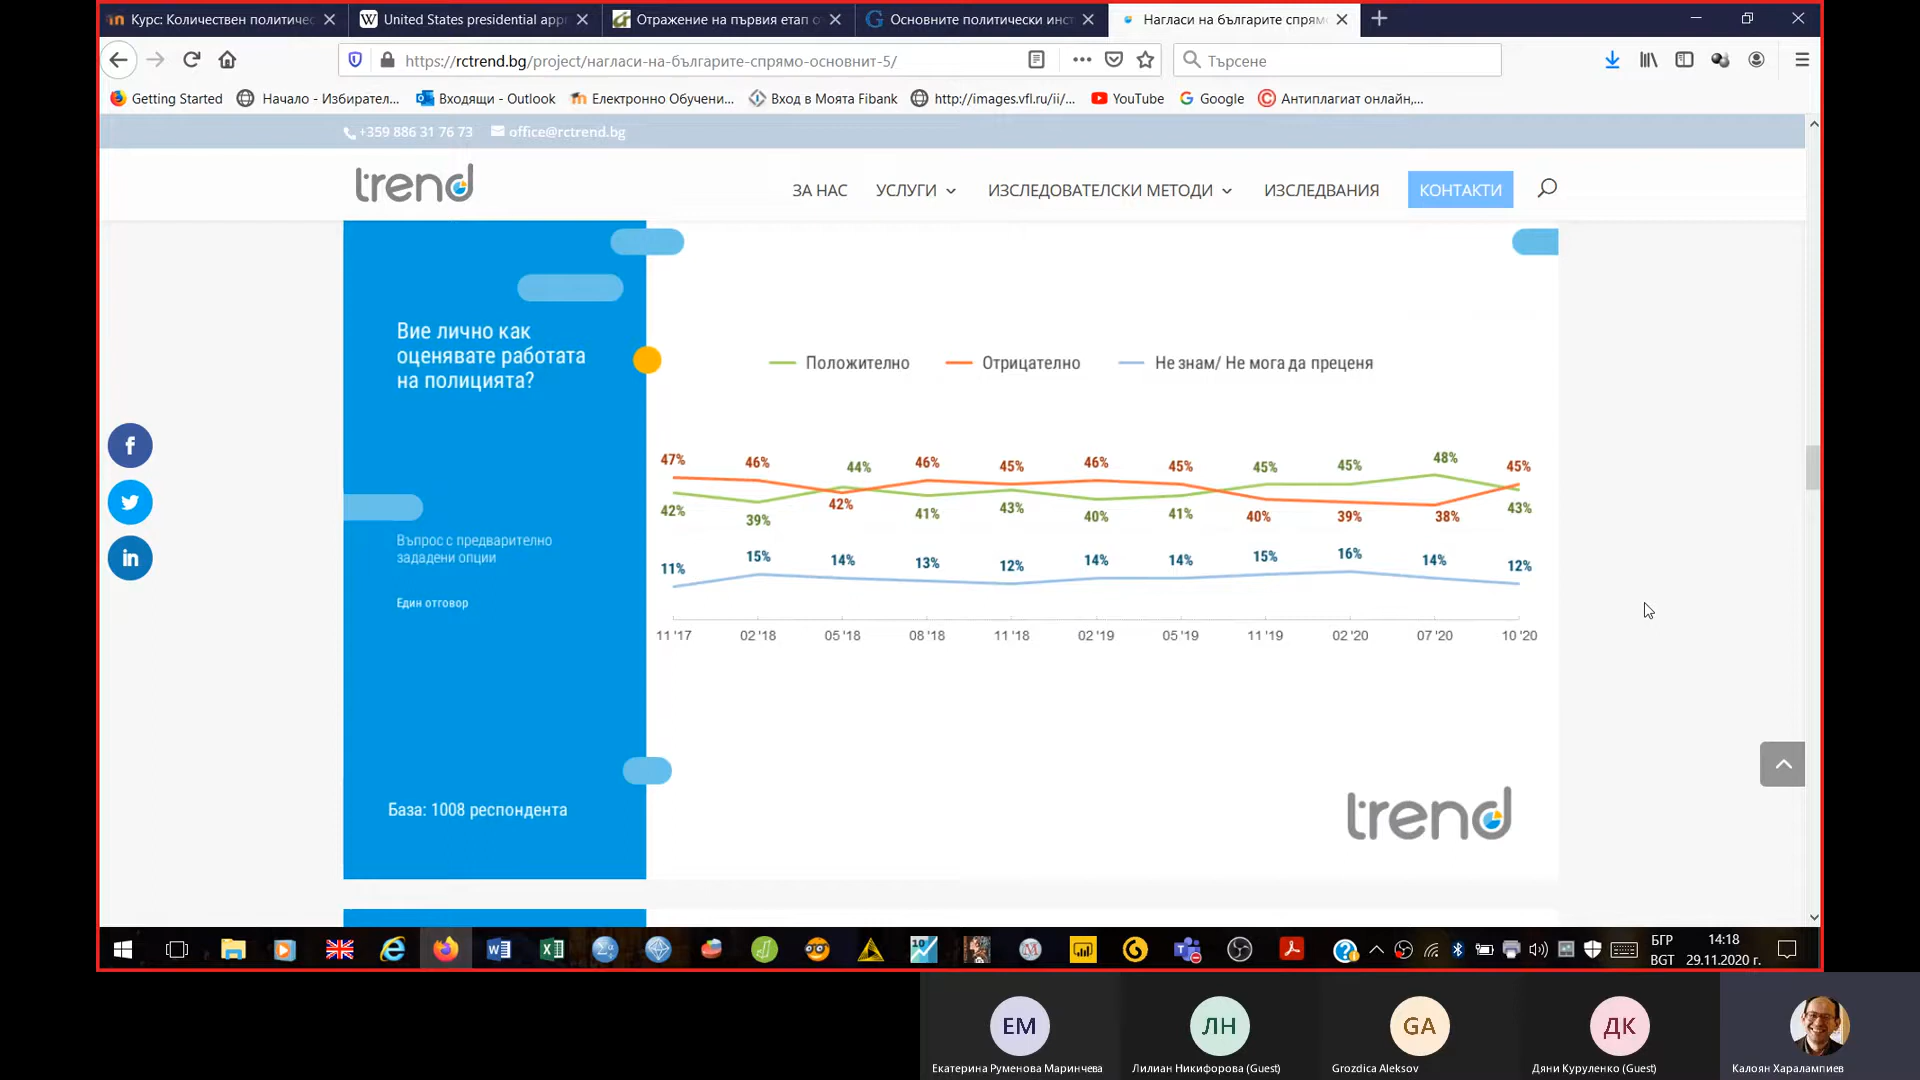 Курс: Количествен политичес
United States presidential appr
Отражение на първия етап о
Основните политически инст
Нагласи на българите спрям
https://rctrend.bg/project/нагласи-на-българите-спрямо-основнит-5/
Търсене
Getting Started
Начало - Избирател...
Входящи - Outlook
Електронно Обучени...
Вход в Моята Fibank
http://images.vfl.ru/ii/...
YouTube
Google
Антиплагиат онлайн,...
+359 886 31 76 73
office@rctrend.bg
trend
ЗА НАС
УСЛУГИ
ИЗСЛЕДОВАТЕЛСКИ МЕТОДИ
ИЗСЛЕДВАНИЯ
КОНТАКТИ
Вие лично как
оценявате работата
на полицията?
Въпрос с предварително
зададени опции
Един отговор
База: 1008 респондента
Положително
Отрицателно
Не знам/ Не мога да преценя
47% 46% 44% 46% 45% 46% 45% 45% 45% 48% 45%
42% 39% 42% 41% 43% 40% 41% 40% 39% 38% 43%
11% 15% 14% 13% 12% 14% 14% 15% 16% 14% 12%
11 '17 02 '18 05 '18 08 '18 11 '18 02 '19 05 '19 11 '19 02 '20 07 '20 10 '20
trend
БГР
BGT
14:18
29.11.2020 г.
ЕМ
Екатерина Руменова Маринчева
ЛН
Лилиан Никифорова (Guest)
GA
Grozdica Aleksov
ДК
Дяни Куруленко (Guest)
Калоян Харалампиев